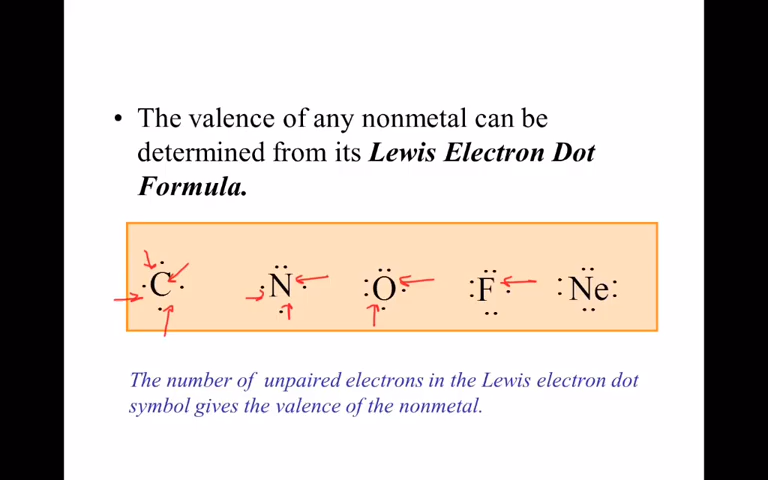 • The valence of any nonmetal can be
determined from its Lewis Electron Dot
Formula.
C N O F Ne
The number of unpaired electrons in the Lewis electron dot
symbol gives the valence of the nonmetal.